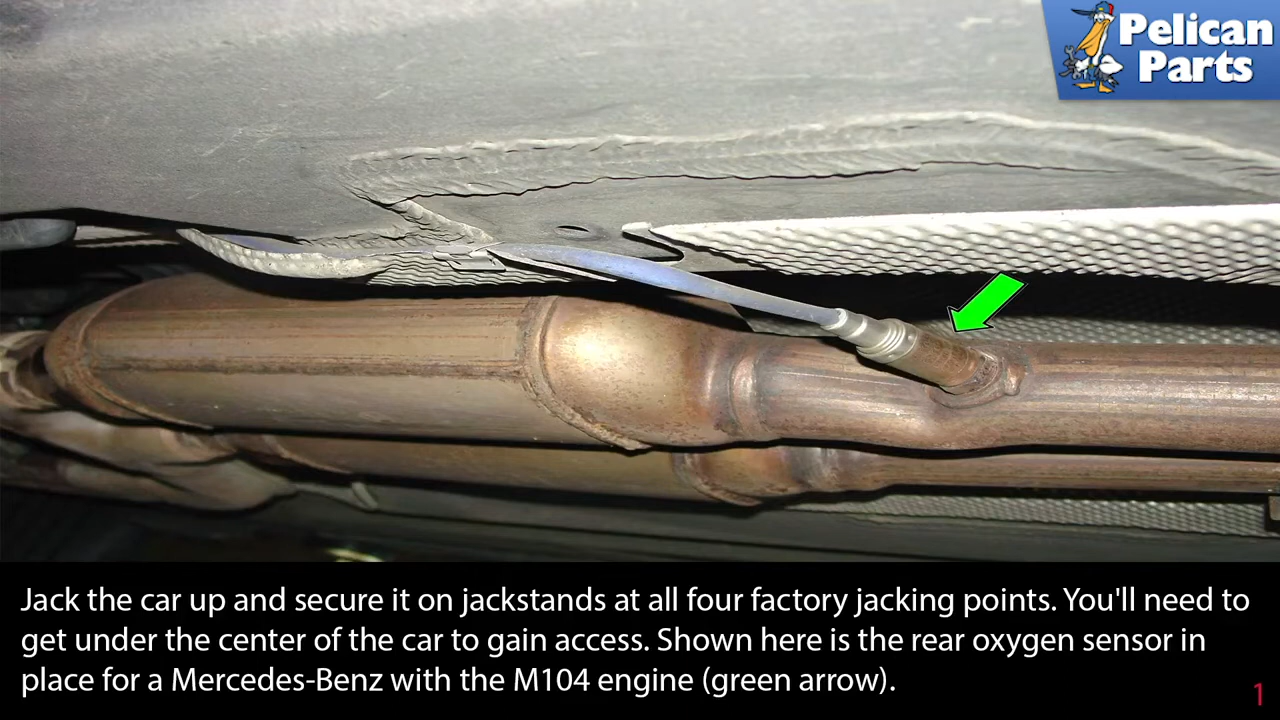 Pelican
Parts
Jack the car up and secure it on jackstands at all four factory jacking points. You'll need to
get under the center of the car to gain access. Shown here is the rear oxygen sensor in
place for a Mercedes-Benz with the M104 engine (green arrow).
1